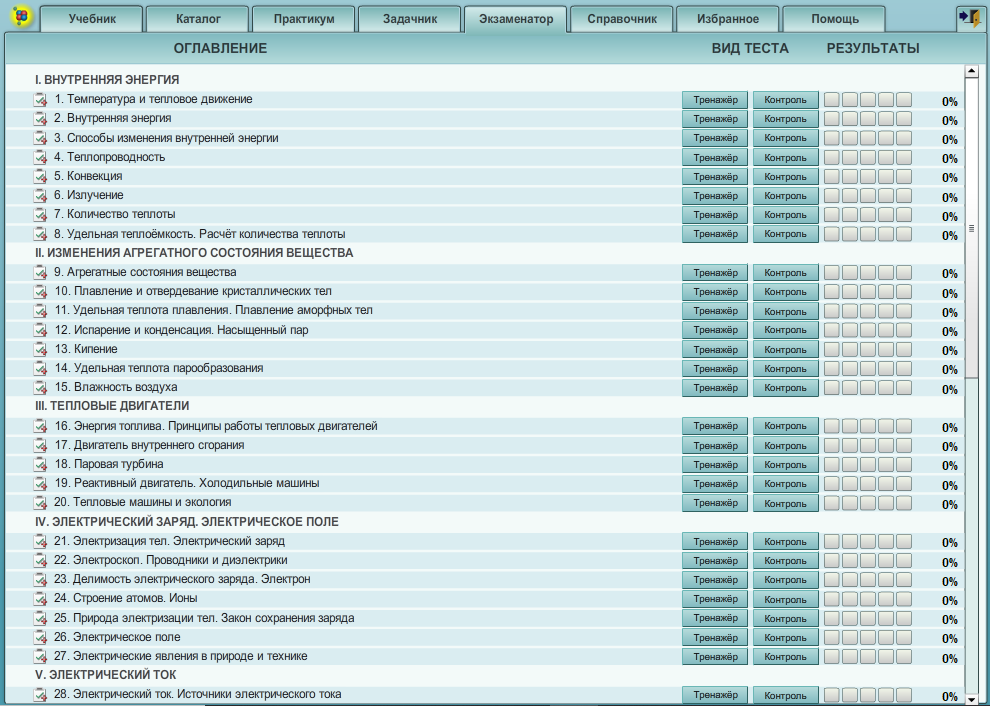 Учебник Каталог Практикум Задачник Экзаменатор Справочник Избранное Помощь
ОГЛАВЛЕНИЕ ВИД ТЕСТА РЕЗУЛЬТАТЫ
I. ВНУТРЕННЯЯ ЭНЕРГИЯ
1. Температура и тепловое движение Тренажёр Контроль 0%
2. Внутренняя энергия Тренажёр Контроль 0%
3. Способы изменения внутренней энергии Тренажёр Контроль 0%
4. Теплопроводность Тренажёр Контроль 0%
5. Конвекция Тренажёр Контроль 0%
6. Излучение Тренажёр Контроль 0%
7. Количество теплоты Тренажёр Контроль 0%
8. Удельная теплоёмкость. Расчёт количества теплоты Тренажёр Контроль 0%
II. ИЗМЕНЕНИЯ АГРЕГАТНОГО СОСТОЯНИЯ ВЕЩЕСТВА
9. Агрегатные состояния вещества Тренажёр Контроль 0%
10. Плавление и отвердевание кристаллических тел Тренажёр Контроль 0%
11. Удельная теплота плавления. Плавление аморфных тел Тренажёр Контроль 0%
12. Испарение и конденсация. Насыщенный пар Тренажёр Контроль 0%
13. Кипение Тренажёр Контроль 0%
14. Удельная теплота парообразования Тренажёр Контроль 0%
15. Влажность воздуха Тренажёр Контроль 0%
III. ТЕПЛОВЫЕ ДВИГАТЕЛИ
16. Энергия топлива. Принципы работы тепловых двигателей Тренажёр Контроль 0%
17. Двигатель внутреннего сгорания Тренажёр Контроль 0%
18. Паровая турбина Тренажёр Контроль 0%
19. Реактивный двигатель. Холодильные машины Тренажёр Контроль 0%
20. Тепловые машины и экология Тренажёр Контроль 0%
IV. ЭЛЕКТРИЧЕСКИЙ ЗАРЯД. ЭЛЕКТРИЧЕСКОЕ ПОЛЕ
21. Электризация тел. Электрический заряд Тренажёр Контроль 0%
22. Электроскоп. Проводники и диэлектрики Тренажёр Контроль 0%
23. Делимость электрического заряда. Электрон Тренажёр Контроль 0%
24. Строение атомов. Ионы Тренажёр Контроль 0%
25. Природа электризации тел. Закон сохранения заряда Тренажёр Контроль 0%
26. Электрическое поле Тренажёр Контроль 0%
27. Электрические явления в природе и технике Тренажёр Контроль 0%
V. ЭЛЕКТРИЧЕСКИЙ ТОК
28. Электрический ток. Источники электрического тока Тренажёр Контроль 0%